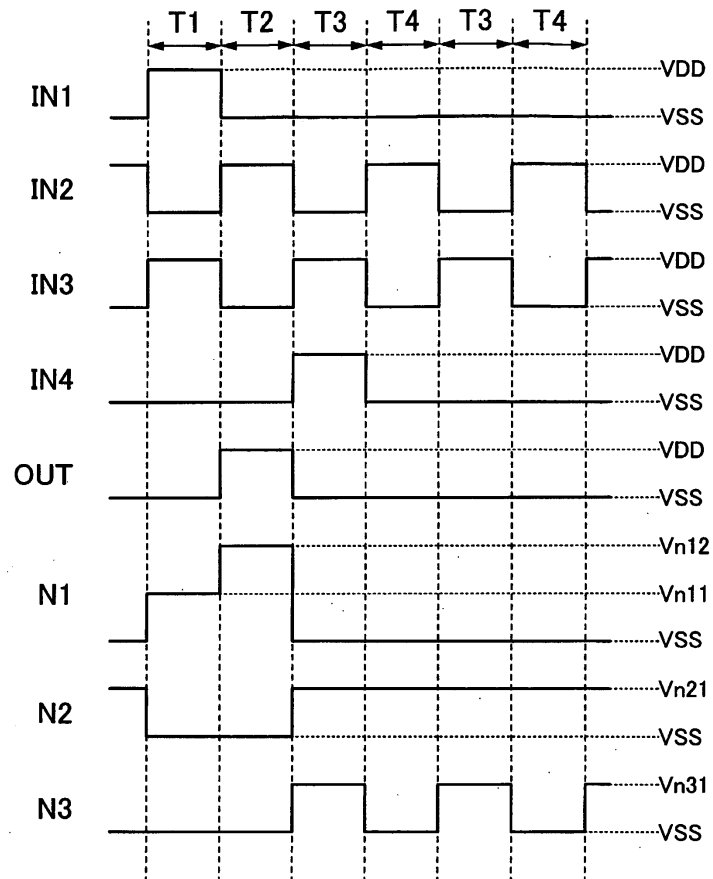 T1 T2 T3 T4 T3 T4
IN1 VDD
VSS
IN2 VDD
VSS
IN3 VDD
VSS
IN4 VDD
VSS
OUT VDD
VSS
N1 Vn12
Vn11
VSS
N2 Vn21
VSS
N3 Vn31
VSS